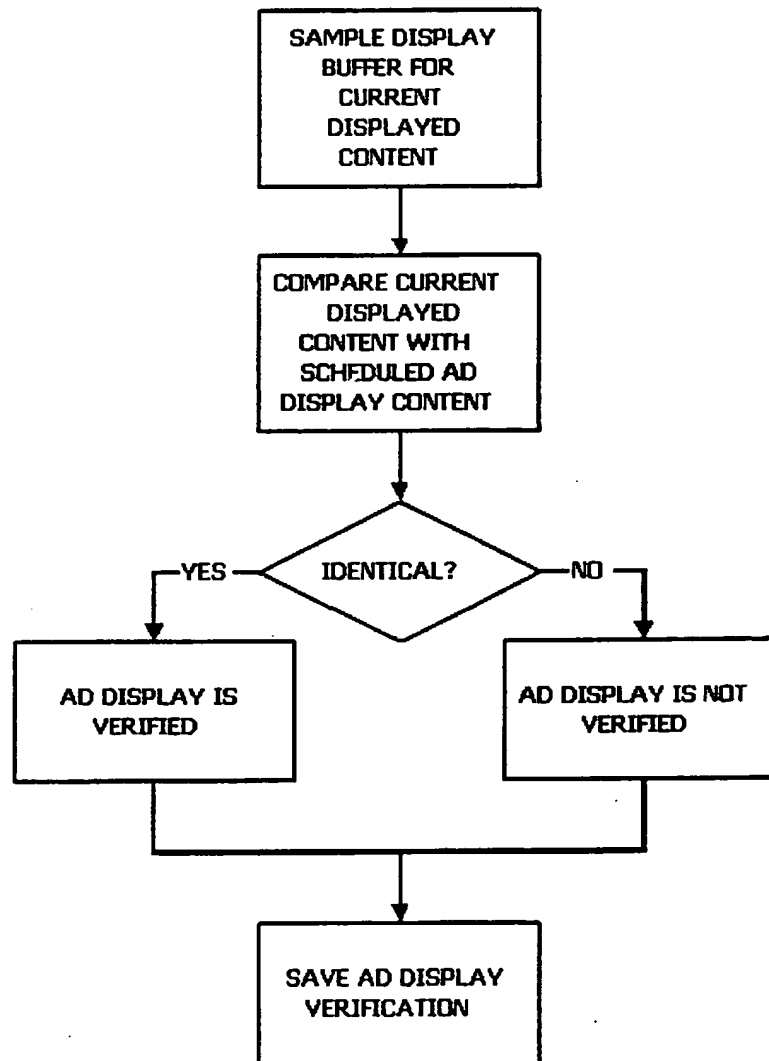 SAMPLE DISPLAY
BUFFER FOR
CURRENT
DISPLAYED
CONTENT
COMPARE CURRENT
DISPLAYED
CONTENT WITH
SCHEDULED AD
DISPLAY CONTENT
IDENTICAL?
YES
NO
AD DISPLAY IS
VERIFIED
AD DISPLAY IS NOT
VERIFIED
SAVE AD DISPLAY
VERIFICATION